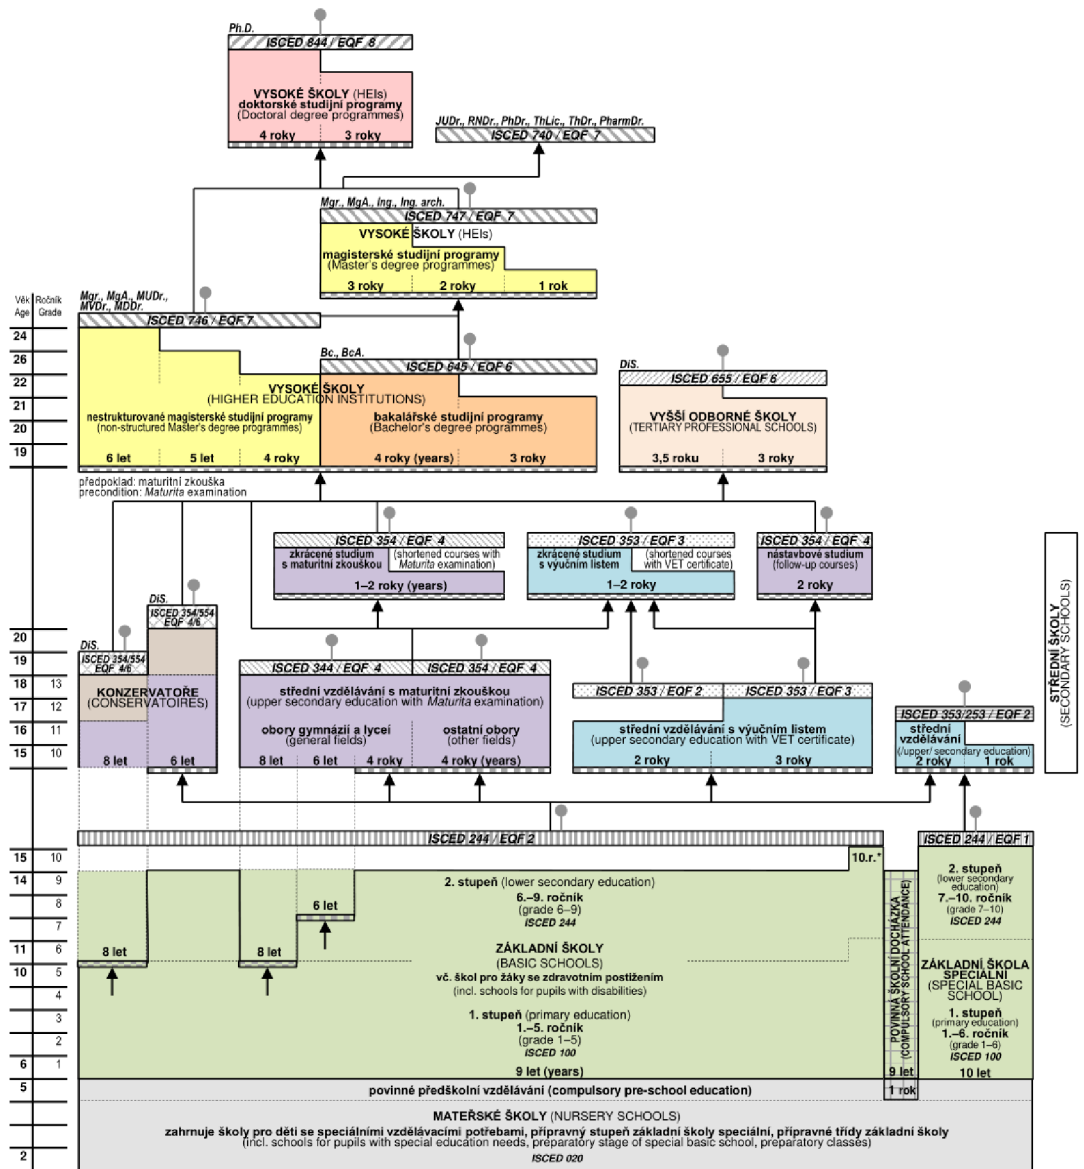 Ph.D.
ISCED 844 / EQF 8
VYSOKÉ ŠKOLY (HEIs)
doktorské studijní programy
(Doctoral degree programmes)
4 roky
3 roky
JUDr., RNDr., PhDr., ThLic., ThDr., PharmDr.
ISCED 740 / EQF 7
Mgr., MgA., Ing., Ing. arch.
ISCED 747 / EQF 7
VYSOKÉ ŠKOLY (HEIs)
magisterské studijní programy
(Master's degree programmes)
3 roky
2 roky
1 rok
Věk
Age
Ročník
Grade
Mgr., MgA., MUDr.,
MVDr., MDDr.
ISCED 746 / EQF 7
24
26
22
21
20
19
Bc., BcA.
ISCED 645 / EQF 6
VYSOKÉ ŠKOLY
(HIGHER EDUCATION INSTITUTIONS)
nestrukturované magisterské studijní programy
(non-structured Master's degree programmes)
6 let
5 let
4 roky
bakalářské studijní programy
(Bachelor's degree programmes)
4 roky (years)
3 roky
DiS.
ISCED 655 / EQF 6
VYŠŠÍ ODBORNÉ ŠKOLY
(TERTIARY PROFESSIONAL SCHOOLS)
3,5 roku
3 roky
předpoklad: maturitní zkouška
precondition: Maturita examination
ISCED 354 / EQF 4
zkrácené studium
s maturitní zkouškou
(shortened courses with
Maturita examination)
1–2 roky (years)
ISCED 353 / EQF 3
zkrácené studium
s výučním listem
(shortened courses
with VET certificate)
1–2 roky
ISCED 354 / EQF 4
nástavbové studium
(follow-up courses)
2 roky
STŘEDNÍ ŠKOLY
(SECONDARY SCHOOLS)
DiS.
ISCED 354/554
EQF 4/6
DiS.
ISCED 354/554
EQF 4/6
20
19
18 13
17 12
16 11
15 10
KONZERVATOŘE
(CONSERVATOIRES)
8 let
6 let
ISCED 344 / EQF 4
ISCED 354 / EQF 4
střední vzdělávání s maturitní zkouškou
(upper secondary education with Maturita examination)
obory gymnázií a lyceí
(general fields)
ostatní obory
(other fields)
8 let
6 let
4 roky
4 roky (years)
ISCED 353 / EQF 2
ISCED 353 / EQF 3
střední vzdělávání s výučním listem
(upper secondary education with VET certificate)
2 roky
3 roky
ISCED 353/253 / EQF 2
střední
vzdělávání
(/upper/ secondary education)
2 roky
1 rok
ISCED 244 / EQF 2
ISCED 244 / EQF 1
15 10
14 9
8
7
11 6
10 5
4
3
2
6 1
5
2
10.r.*
8 let
8 let
6 let
2. stupeň (lower secondary education)
6.–9. ročník
(grade 6–9)
ISCED 244
ZÁKLADNÍ ŠKOLY
(BASIC SCHOOLS)
vč. škol pro žáky se zdravotním postižením
(incl. schools for pupils with disabilities)
1. stupeň (primary education)
1.–5. ročník
(grade 1–5)
ISCED 100
9 let (years)
POVINNÁ ŠKOLNÍ DOCHÁZKA
(COMPULSORY SCHOOL ATTENDANCE)
9 let
1 rok
2. stupeň
(lower secondary
education)
7.–10. ročník
(grade 7–10)
ISCED 244
ZÁKLADNÍ ŠKOLA
SPECIÁLNÍ
(SPECIAL BASIC
SCHOOL)
1. stupeň
(primary education)
1.–6. ročník
(grade 1–6)
ISCED 100
10 let
povinné předškolní vzdělávání (compulsory pre-school education)
MATEŘSKÉ ŠKOLY (NURSERY SCHOOLS)
zahrnuje školy pro děti se speciálními vzdělávacími potřebami, přípravný stupeň základní školy speciální, přípravné třídy základní školy
(incl. schools for pupils with special education needs, preparatory stage of special basic school, preparatory classes)
ISCED 020